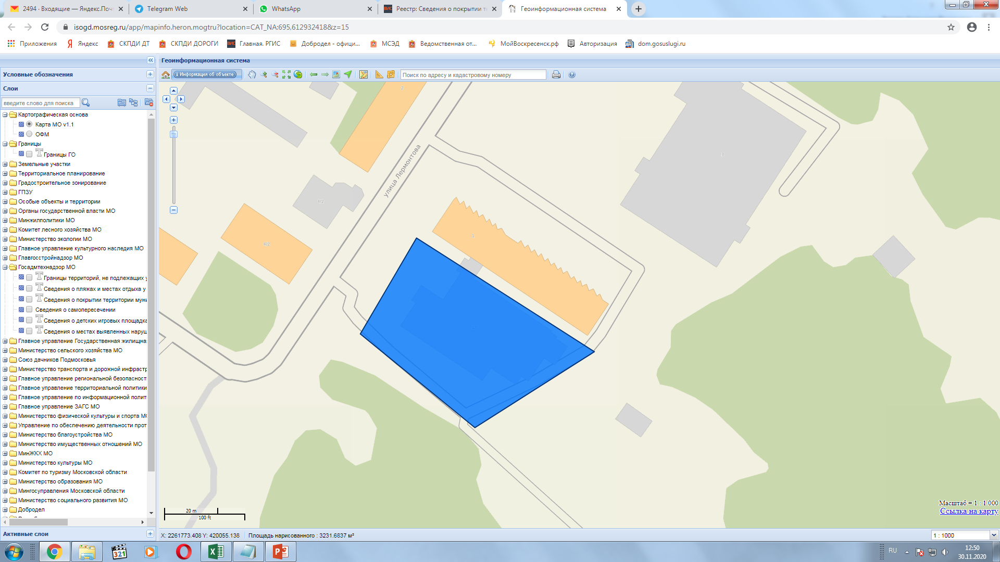 2494 · Входящие — Яндекс.Поч
Telegram Web
WhatsApp
Реестр: Сведения о покрытии т
Геоинформационная система
isogd.mosreg.ru/app/mapinfo.heron.mogtru?location=CAT_NA:695,612932418&z=15
Приложения
Яндекс
СКПДИ ДТ
СКПДИ ДОРОГИ
Главная. РГИС
Добродел - офици...
МСЭД
Ведомственная от...
МойВоскресенск.рф
Авторизация
dom.gosuslugi.ru
Геоинформационная система
Условные обозначения
Информация об объекте
Поиск по адресу и кадастровому номеру
Слои
введите слово для поиска
Картографическая основа
Карта МО v1.1
ОФМ
Границы
Границы ГО
Земельные участки
Территориальное планирование
Градостроительное зонирование
ГПЗУ
Особые объекты и территории
Органы государственной власти МО
Минжилполитики МО
Комитет лесного хозяйства МО
Министерство экологии МО
Главное управление культурного наследия МО
Главгосстройнадзор МО
Госадмтехнадзор МО
Границы территорий, не подлежащих у
Сведения о пляжах и местах отдыха у
Сведения о покрытии территории муни
Сведения о самопересечении
Сведения о детских игровых площадка
Сведения о местах выявленных наруш
Главное управление Государственная жилищна
Министерство сельского хозяйства МО
Союз дачников Подмосковья
Министерство транспорта и дорожной инфрастр
Главное управление региональной безопасност
Главное управление территориальной политики
Главное управление по информационной полит
Главное управление ЗАГС МО
Министерство физической культуры и спорта МО
Управление по обеспечению деятельности прот
Министерство благоустройства МО
Министерство имущественных отношений МО
МинЖКХ МО
Министерство культуры МО
Комитет по туризму Московской области
Министерство образования МО
Мингосуправления Московской области
Министерство социального развития МО
Добродел
Активные слои
2
улица Лермонтова
4/2
4/2
1
3
20 m
100 ft
Масштаб = 1 : 1 000
Ссылка на карту
X: 2261773.408 Y: 420055.138
Площадь нарисованного : 3231.6837 м²
1 : 1000
321
RU
12:50
30.11.2020